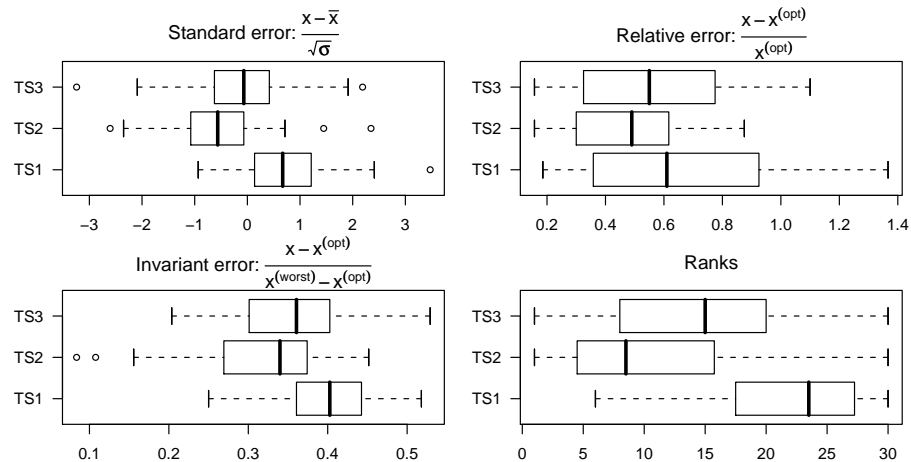 Standard error: (x − x̅)/√σ
TS3
TS2
TS1
−3 −2 −1 0 1 2 3
Relative error: (x − x^(opt))/x^(opt)
TS3
TS2
TS1
0.2 0.4 0.6 0.8 1.0 1.2 1.4
Invariant error: (x − x^(opt))/(x^(worst) − x^(opt))
TS3
TS2
TS1
0.1 0.2 0.3 0.4 0.5
Ranks
TS3
TS2
TS1
0 5 10 15 20 25 30